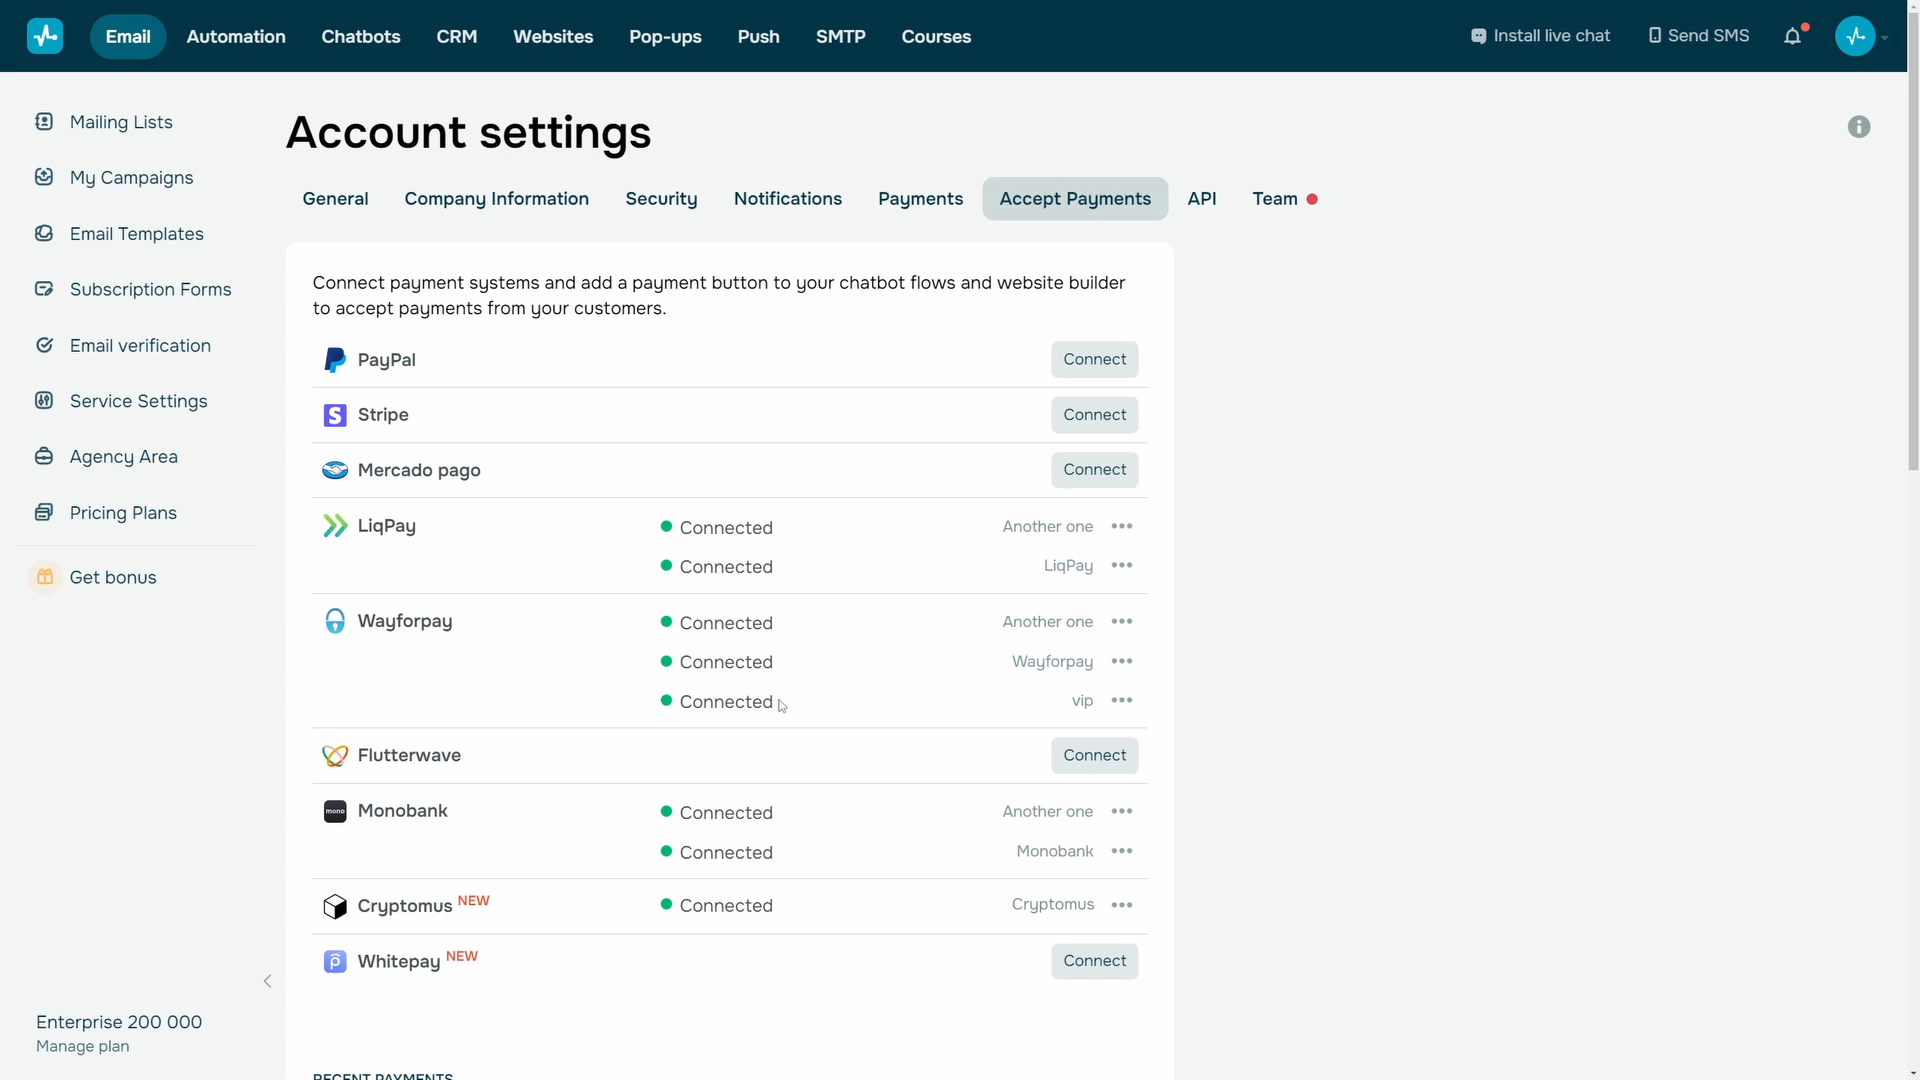 Email
Automation
Chatbots
CRM
Websites
Pop-ups
Push
SMTP
Courses
Install live chat
Send SMS
Mailing Lists
My Campaigns
Email Templates
Subscription Forms
Email verification
Service Settings
Agency Area
Pricing Plans
Get bonus
Enterprise 200 000
Manage plan
Account settings
General
Company Information
Security
Notifications
Payments
Accept Payments
API
Team
Connect payment systems and add a payment button to your chatbot flows and website builder
to accept payments from your customers.
PayPal
Connect
Stripe
Connect
Mercado pago
Connect
LiqPay
Connected
Another one
Connected
LiqPay
Wayforpay
Connected
Another one
Connected
Wayforpay
Connected
vip
Flutterwave
Connect
mono
Monobank
Connected
Another one
Connected
Monobank
Cryptomus NEW
Connected
Cryptomus
Whitepay NEW
Connect
RECENT PAYMENTS